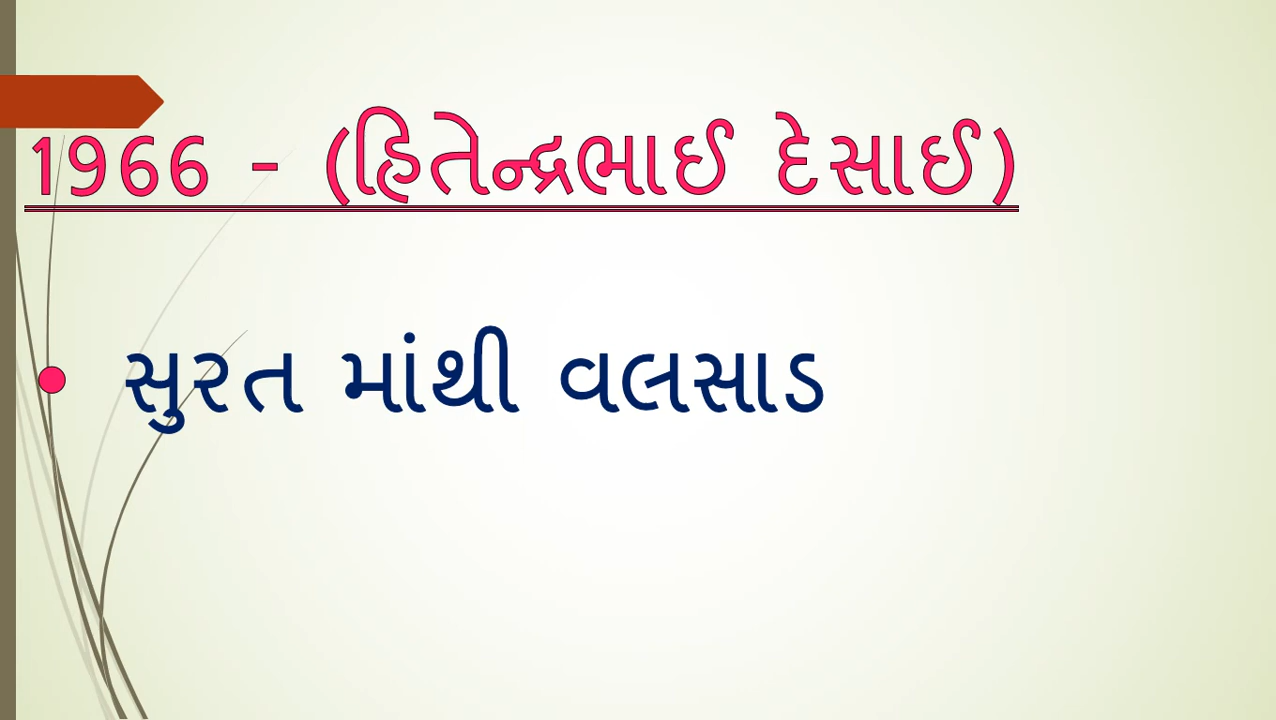 1966 - (હિતેન્દ્રભાઈ દેસાઈ)
• સુરત માંથી વલસાડ